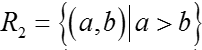 R₂ = {(a,b)|a > b}